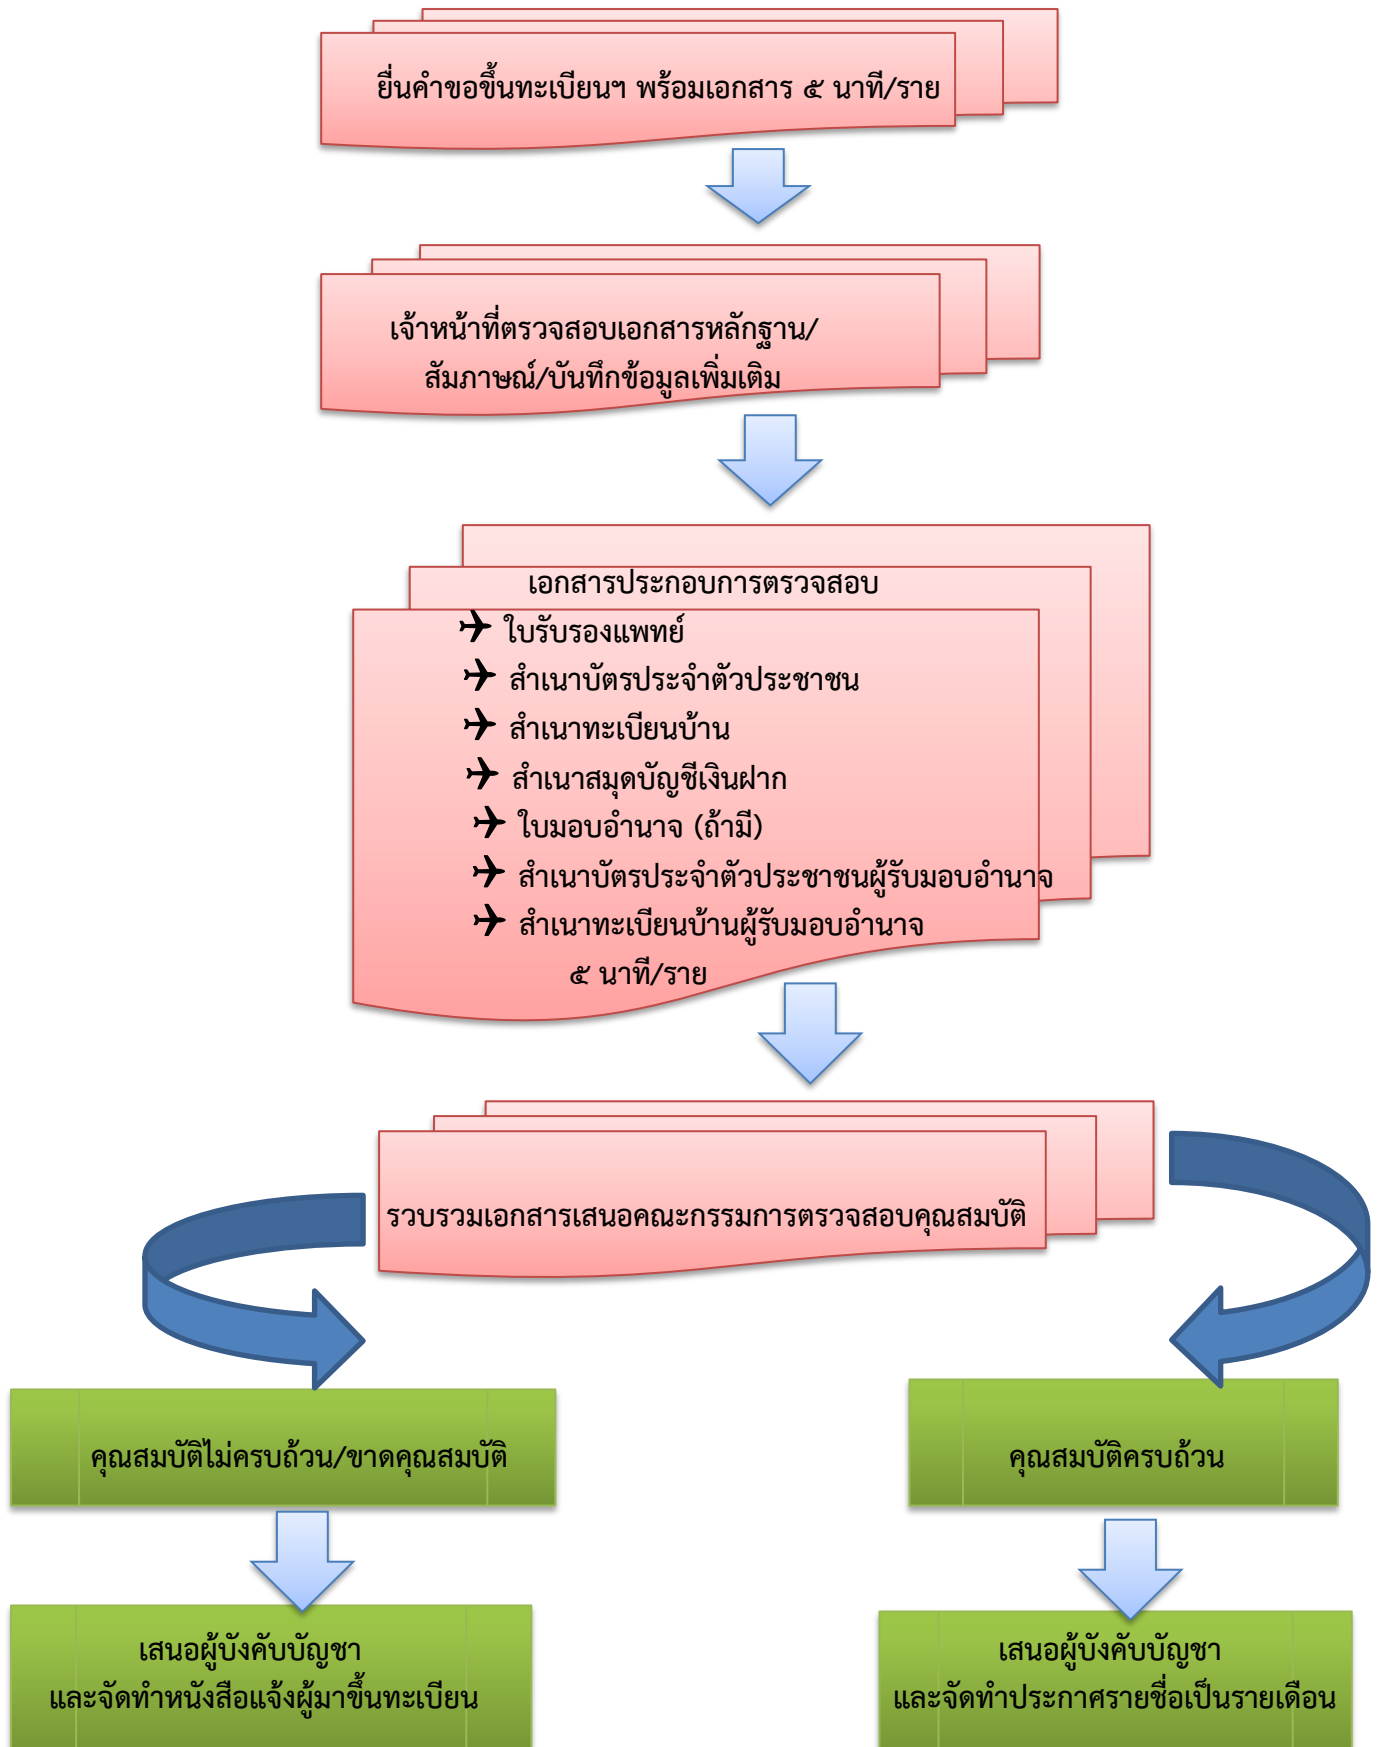 ยื่นคำขอขึ้นทะเบียนฯ พร้อมเอกสาร ๕ นาที/ราย
เจ้าหน้าที่ตรวจสอบเอกสารหลักฐาน/
สัมภาษณ์/บันทึกข้อมูลเพิ่มเติม
เอกสารประกอบการตรวจสอบ
✈ ใบรับรองแพทย์
✈ สำเนาบัตรประจำตัวประชาชน
✈ สำเนาทะเบียนบ้าน
✈ สำเนาสมุดบัญชีเงินฝาก
✈ ใบมอบอำนาจ (ถ้ามี)
✈ สำเนาบัตรประจำตัวประชาชนผู้รับมอบอำนาจ
✈ สำเนาทะเบียนบ้านผู้รับมอบอำนาจ
๕ นาที/ราย
รวบรวมเอกสารเสนอคณะกรรมการตรวจสอบคุณสมบัติ
คุณสมบัติไม่ครบถ้วน/ขาดคุณสมบัติ
คุณสมบัติครบถ้วน
เสนอผู้บังคับบัญชา
และจัดทำหนังสือแจ้งผู้มาขึ้นทะเบียน
เสนอผู้บังคับบัญชา
และจัดทำประกาศรายชื่อเป็นรายเดือน